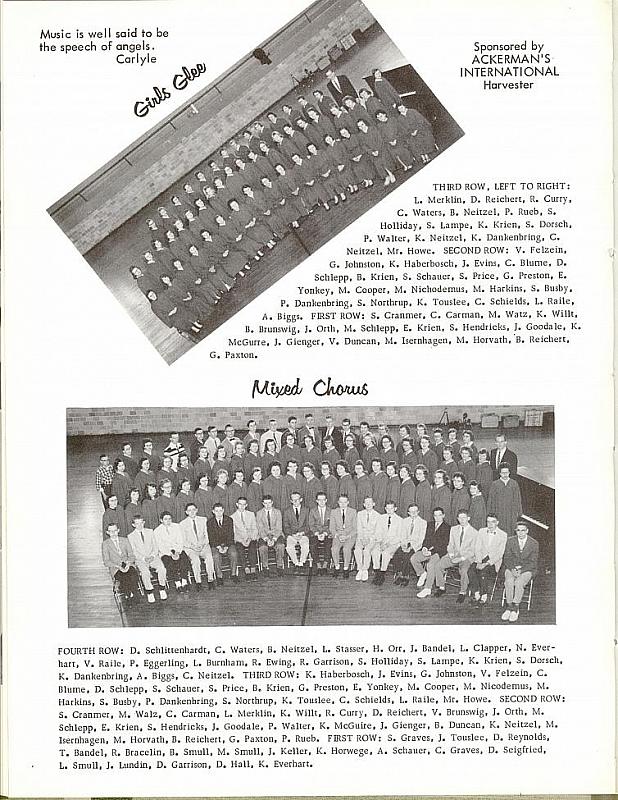 Music is well said to be
the speech of angels.
Carlyle
Girls Glee
Sponsored by
ACKERMAN'S
INTERNATIONAL
Harvester
THIRD ROW, LEFT TO RIGHT:
L. Merklin, D. Reichert, R. Curry,
C. Waters, B. Neitzel, P. Rueb, S.
Holliday, S. Lampe, K. Krien, S. Dorsch,
P. Walter, K. Neitzel, K. Dankenbring, C.
Neitzel, Mr. Howe. SECOND ROW: V. Felzein,
G. Johnston, K. Haberbosch, J. Evins, C. Blume, D.
Schlepp, B. Krien, S. Schauer, S. Price, G. Preston, E.
Yonkey, M. Cooper, M. Nichodemus, M. Harkins, S. Busby.
P. Dankenbring, S. Northrup, K. Touslee, C. Schields, L. Raile,
A. Biggs. FIRST ROW: S. Cranmer, C. Carman, M. Watz, K. Willt,
B. Brunswig, J. Orth, M. Schlepp, E. Krien, S. Hendricks, J. Goodale, K.
McGurre, J. Gienger, V. Duncan, M. Isernhagen, M. Horvath, B. Reichert,
G. Paxton.
Mixed Chorus
FOURTH ROW: D. Schlittenhardt, C. Waters, B. Neitzel, L. Stasser, H. Orr, J. Bandel, L. Clapper, N. Ever-
hart, V. Raile, P. Eggerling, L. Burnham, R. Ewing, R. Garrison, S. Holliday, S. Lampe, K. Krien, S. Dorsch,
K. Dankenbring, A. Biggs, C. Neitzel. THIRD ROW: K. Haberbosch, J. Evins, G. Johnston, V. Felzein, C.
Blume, D. Schlepp, S. Schauer, S. Price, B. Krien, G. Preston, E. Yonkey, M. Cooper, M. Nicodemus, M.
Harkins, S. Busby, P. Dankenbring, S. Northrup, K. Touslee, C. Schields, L. Raile, Mr. Howe. SECOND ROW:
S. Cranmer, M. Walz, C. Carman, L. Merklin, K. Willt, R. Curry, D. Reichert, V. Brunswig, J. Orth, M.
Schlepp, E. Krien, S. Hendricks, J. Goodale, P. Walter, K. McGuire, J. Gienger, B. Duncan, K. Neitzel, M.
Isernhagen, M. Horvath, B. Reichert, G. Paxton, P. Rueb. FIRST ROW: S. Graves, J. Touslee, D. Reynolds,
T. Bandel, R. Bracelin, B. Smull, M. Smull, J. Keller, K. Horwege, A. Schauer, C. Graves, D. Seigfried,
L. Smull, J. Lundin, D. Garrison, D. Hall, K. Everhart.